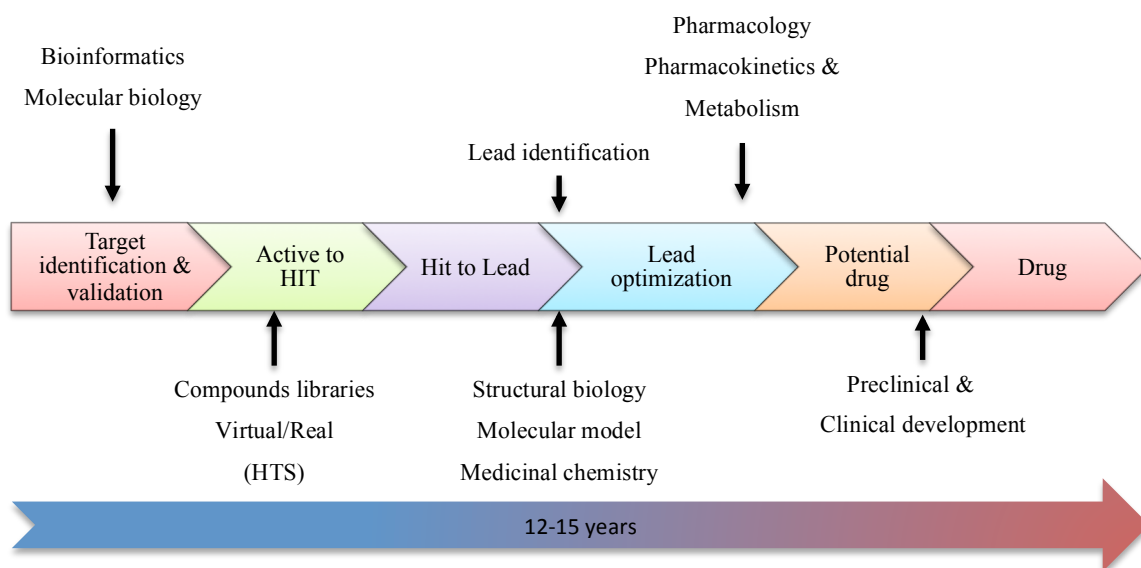 Bioinformatics
Molecular biology
Pharmacology
Pharmacokinetics &
Metabolism
Lead identification
Target
identification &
validation
Active to
HIT
Hit to Lead
Lead
optimization
Potential
drug
Drug
Compounds libraries
Virtual/Real
(HTS)
Structural biology
Molecular model
Medicinal chemistry
Preclinical &
Clinical development
12-15 years